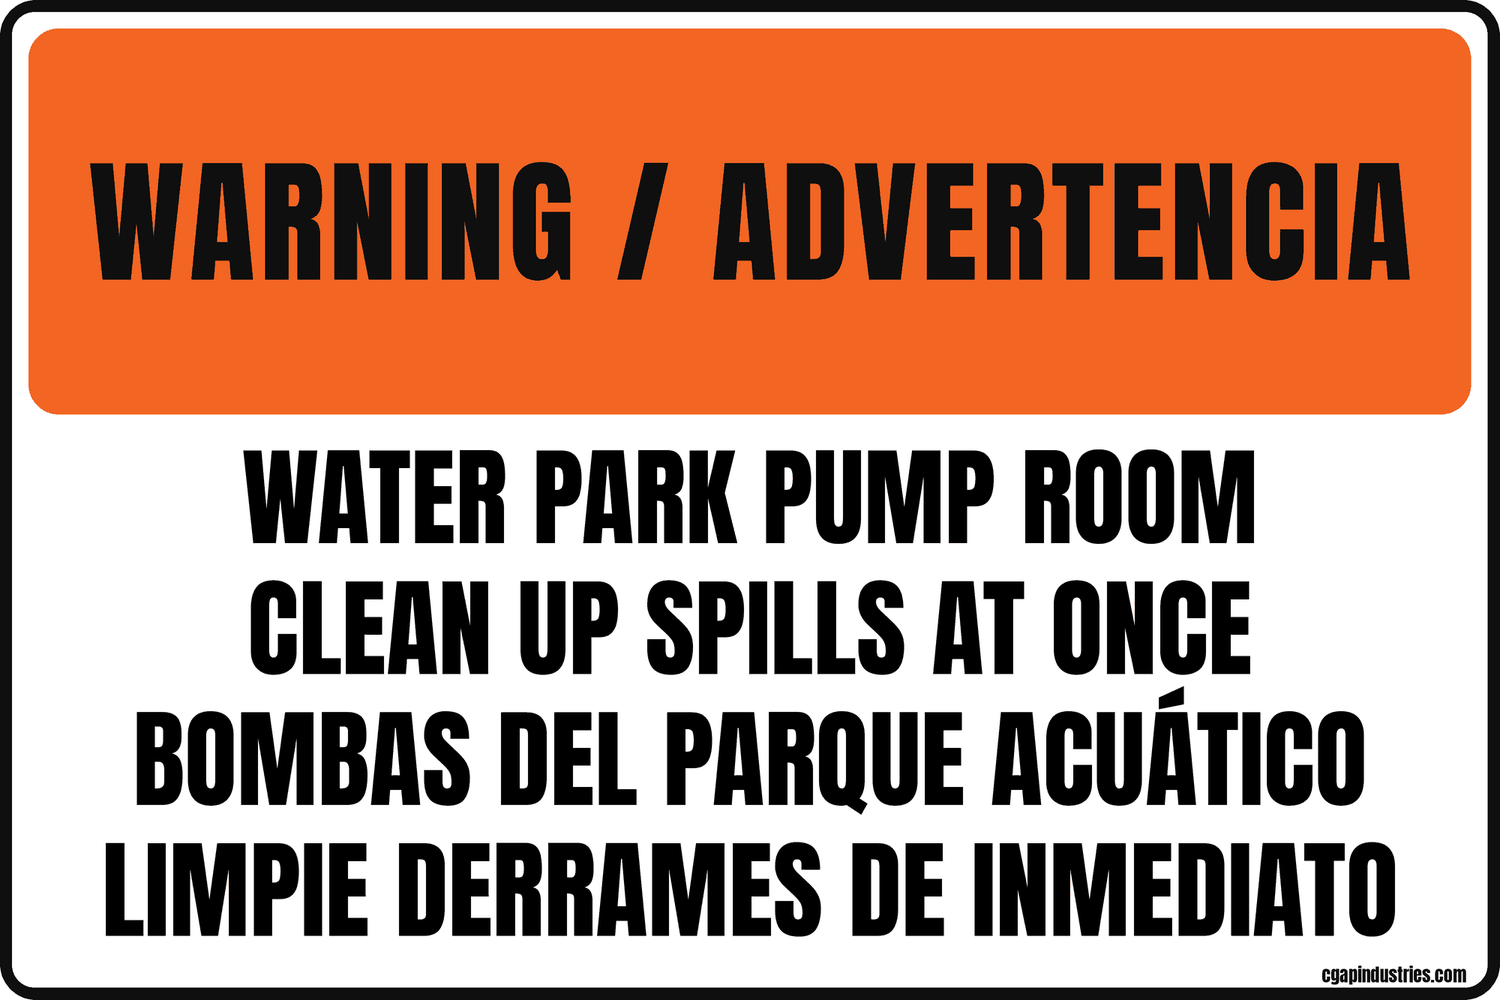 WARNING / ADVERTENCIA
WATER PARK PUMP ROOM
CLEAN UP SPILLS AT ONCE
BOMBAS DEL PARQUE ACUÁTICO
LIMPIE DERRAMES DE INMEDIATO
cgapindustries.com